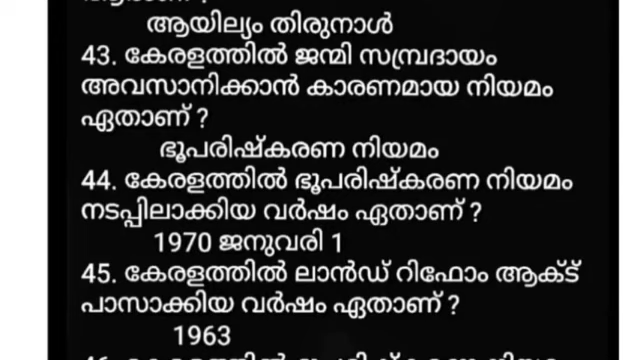 ആയില്യം തിരുനാൾ
43. കേരളത്തിൽ ജന്മി സമ്പ്രദായം
അവസാനിക്കാൻ കാരണമായ നിയമം
ഏതാണ് ?
ഭൂപരിഷ്കരണ നിയമം
44. കേരളത്തിൽ ഭൂപരിഷ്കരണ നിയമം
നടപ്പിലാക്കിയ വർഷം ഏതാണ് ?
1970 ജനുവരി 1
45. കേരളത്തിൽ ലാൻഡ് റിഫോം ആക്ട്
പാസാക്കിയ വർഷം ഏതാണ് ?
1963